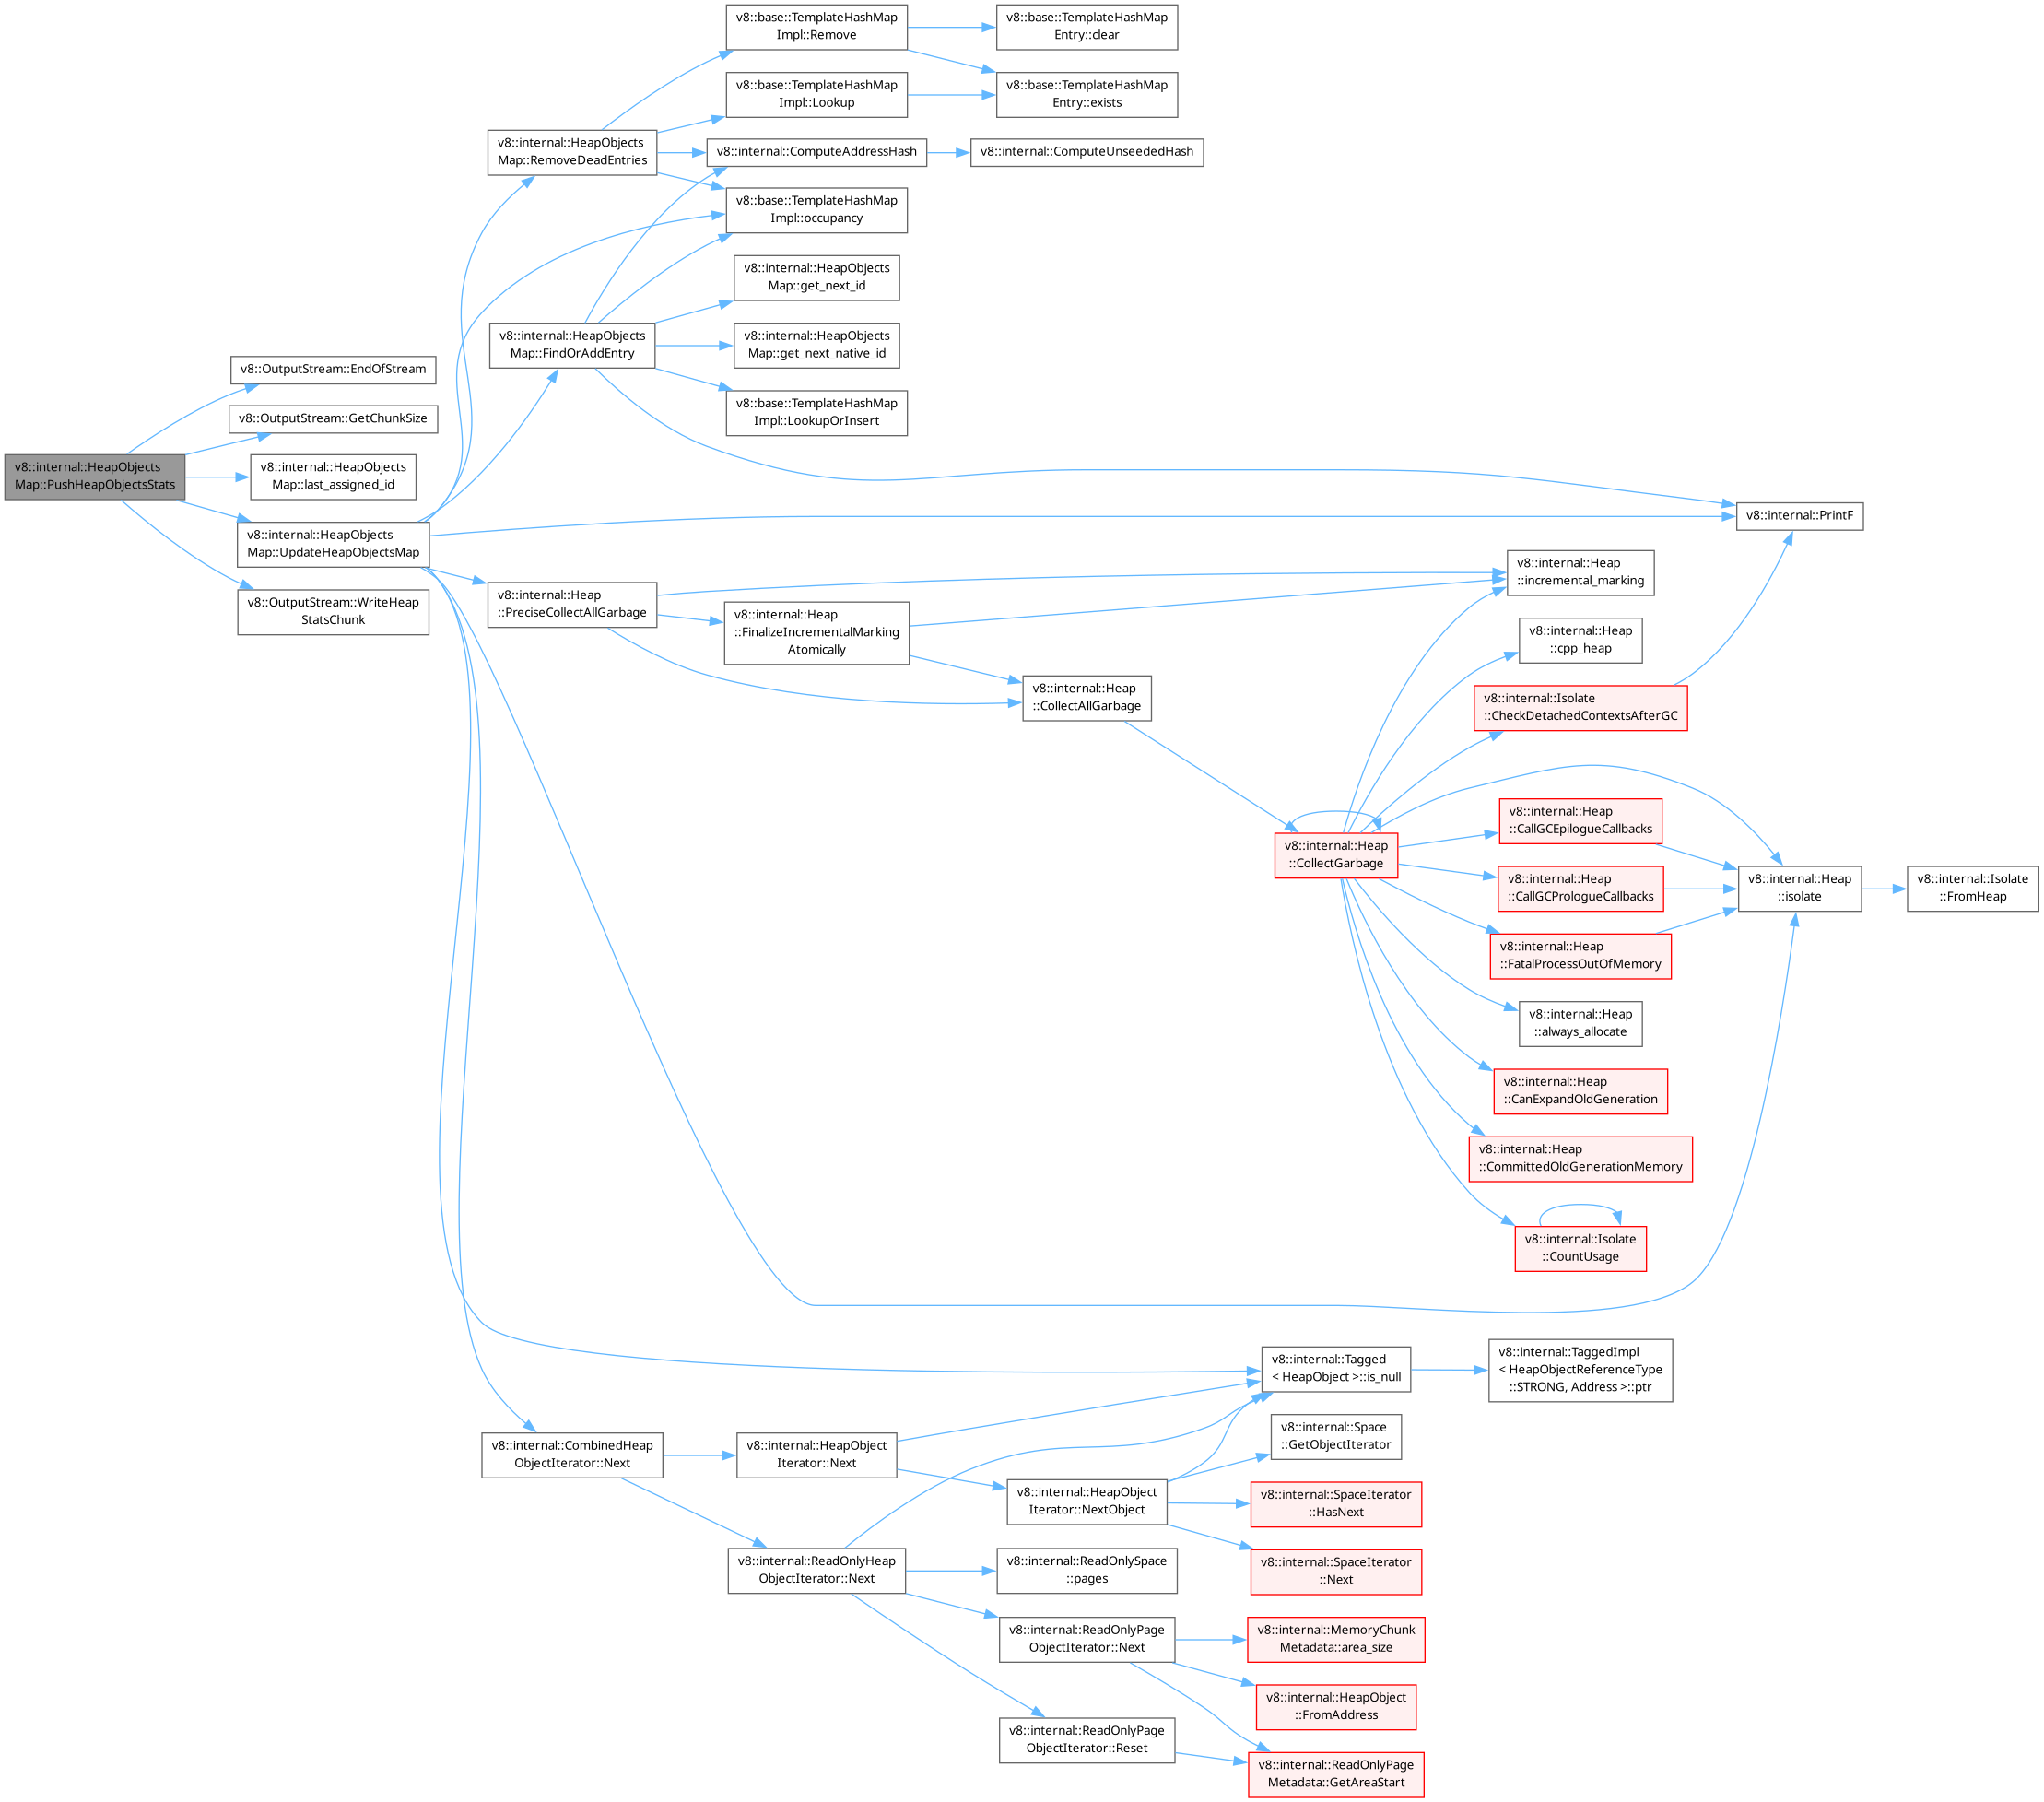 v8::internal::HeapObjects
Map::PushHeapObjectsStats
v8::OutputStream::EndOfStream
v8::OutputStream::GetChunkSize
v8::internal::HeapObjects
Map::last_assigned_id
v8::internal::HeapObjects
Map::UpdateHeapObjectsMap
v8::OutputStream::WriteHeap
StatsChunk
v8::internal::HeapObjects
Map::RemoveDeadEntries
v8::internal::HeapObjects
Map::FindOrAddEntry
v8::internal::Heap
::PreciseCollectAllGarbage
v8::internal::CombinedHeap
ObjectIterator::Next
v8::base::TemplateHashMap
Impl::Remove
v8::base::TemplateHashMap
Impl::Lookup
v8::internal::ComputeAddressHash
v8::base::TemplateHashMap
Impl::occupancy
v8::internal::HeapObjects
Map::get_next_id
v8::internal::HeapObjects
Map::get_next_native_id
v8::base::TemplateHashMap
Impl::LookupOrInsert
v8::internal::Heap
::FinalizeIncrementalMarking
Atomically
v8::internal::HeapObject
Iterator::Next
v8::internal::ReadOnlyHeap
ObjectIterator::Next
v8::base::TemplateHashMap
Entry::clear
v8::base::TemplateHashMap
Entry::exists
v8::internal::ComputeUnseededHash
v8::internal::Heap
::CollectAllGarbage
v8::internal::HeapObject
Iterator::NextObject
v8::internal::ReadOnlySpace
::pages
v8::internal::ReadOnlyPage
ObjectIterator::Next
v8::internal::ReadOnlyPage
ObjectIterator::Reset
v8::internal::Heap
::CollectGarbage
v8::internal::Tagged
< HeapObject >::is_null
v8::internal::Space
::GetObjectIterator
v8::internal::SpaceIterator
::HasNext
v8::internal::SpaceIterator
::Next
v8::internal::MemoryChunk
Metadata::area_size
v8::internal::HeapObject
::FromAddress
v8::internal::ReadOnlyPage
Metadata::GetAreaStart
v8::internal::Heap
::incremental_marking
v8::internal::Heap
::cpp_heap
v8::internal::Isolate
::CheckDetachedContextsAfterGC
v8::internal::Heap
::CallGCEpilogueCallbacks
v8::internal::Heap
::CallGCPrologueCallbacks
v8::internal::Heap
::FatalProcessOutOfMemory
v8::internal::Heap
::always_allocate
v8::internal::Heap
::CanExpandOldGeneration
v8::internal::Heap
::CommittedOldGenerationMemory
v8::internal::Isolate
::CountUsage
v8::internal::TaggedImpl
< HeapObjectReferenceType
::STRONG, Address >::ptr
v8::internal::PrintF
v8::internal::Heap
::isolate
v8::internal::Isolate
::FromHeap